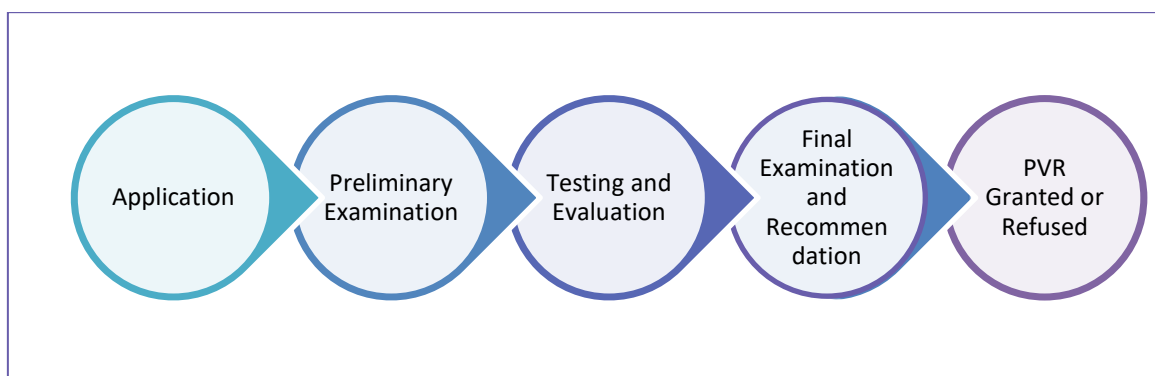 Application
Preliminary
Examination
Testing and
Evaluation
Final
Examination
and
Recommen
dation
PVR
Granted or
Refused